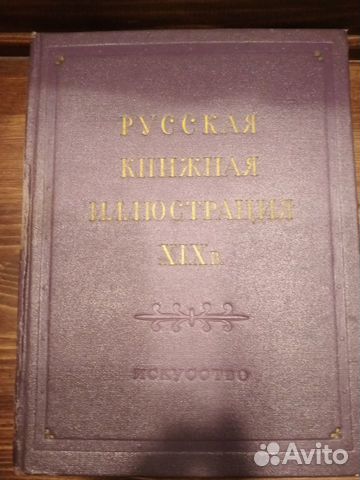 РУССКАЯ
КНИЖНАЯ
ИЛЛЮСТРАЦИЯ
XIX в.
ИСКУССТВО
Avito